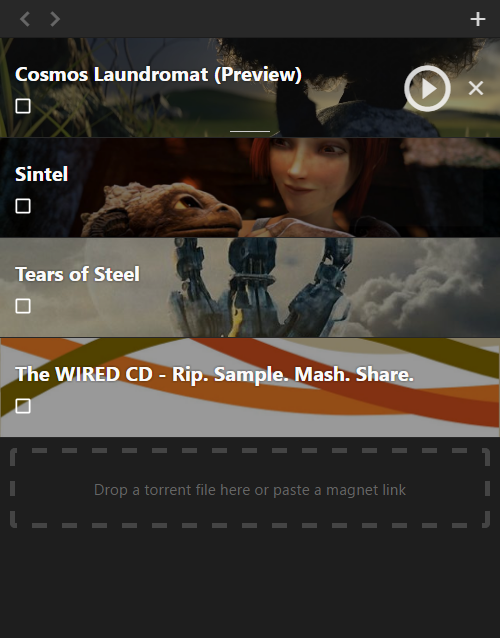 Cosmos Laundromat (Preview)
Sintel
Tears of Steel
The WIRED CD - Rip. Sample. Mash. Share.
Drop a torrent file here or paste a magnet link